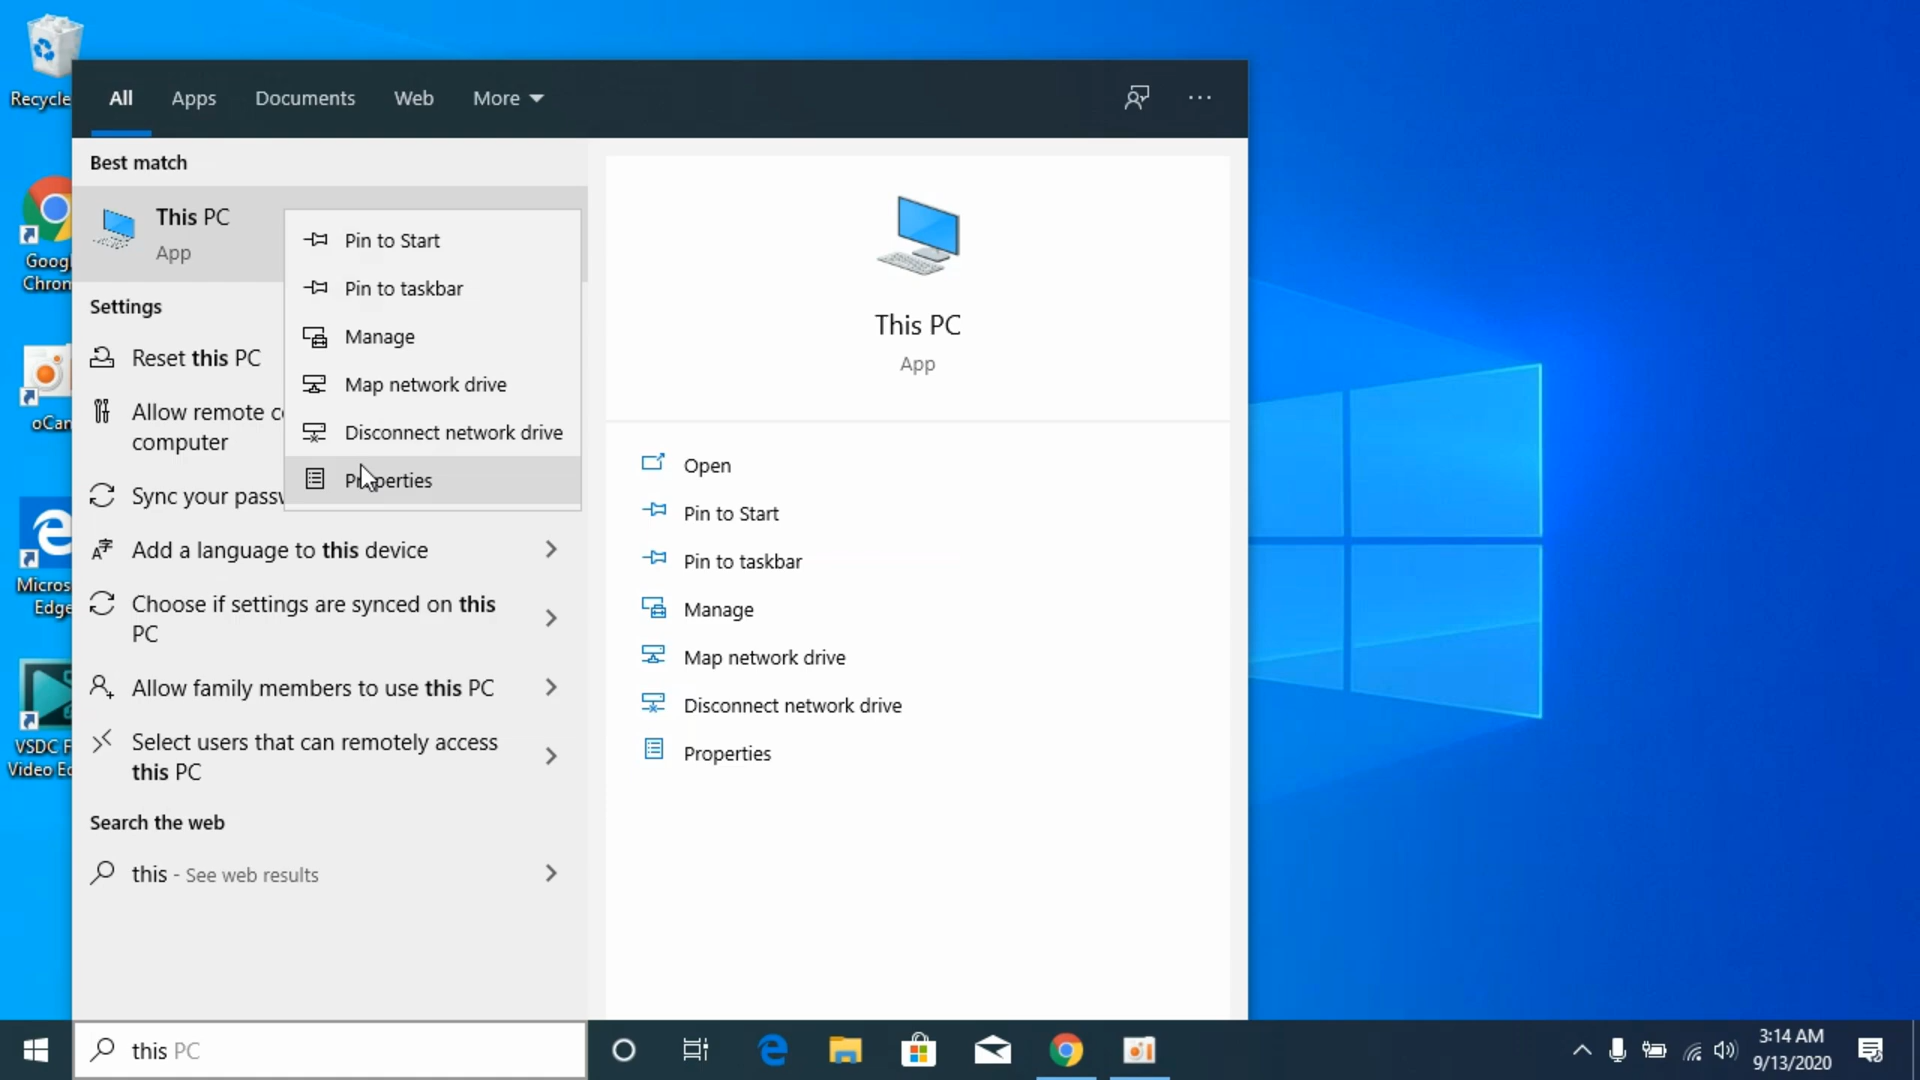 Recycle
Googl
Chron
oCan
Micros
Edge
VSDC F
Video Ec
All
Apps
Documents
Web
More
Best match
This PC
App
Settings
Reset this PC
Allow remote c
computer
Sync your passw
Add a language to this device
Choose if settings are synced on this
PC
Allow family members to use this PC
Select users that can remotely access
this PC
Search the web
this - See web results
Pin to Start
Pin to taskbar
Manage
Map network drive
Disconnect network drive
Properties
This PC
App
Open
Pin to Start
Pin to taskbar
Manage
Map network drive
Disconnect network drive
Properties
this PC
3:14 AM
9/13/2020